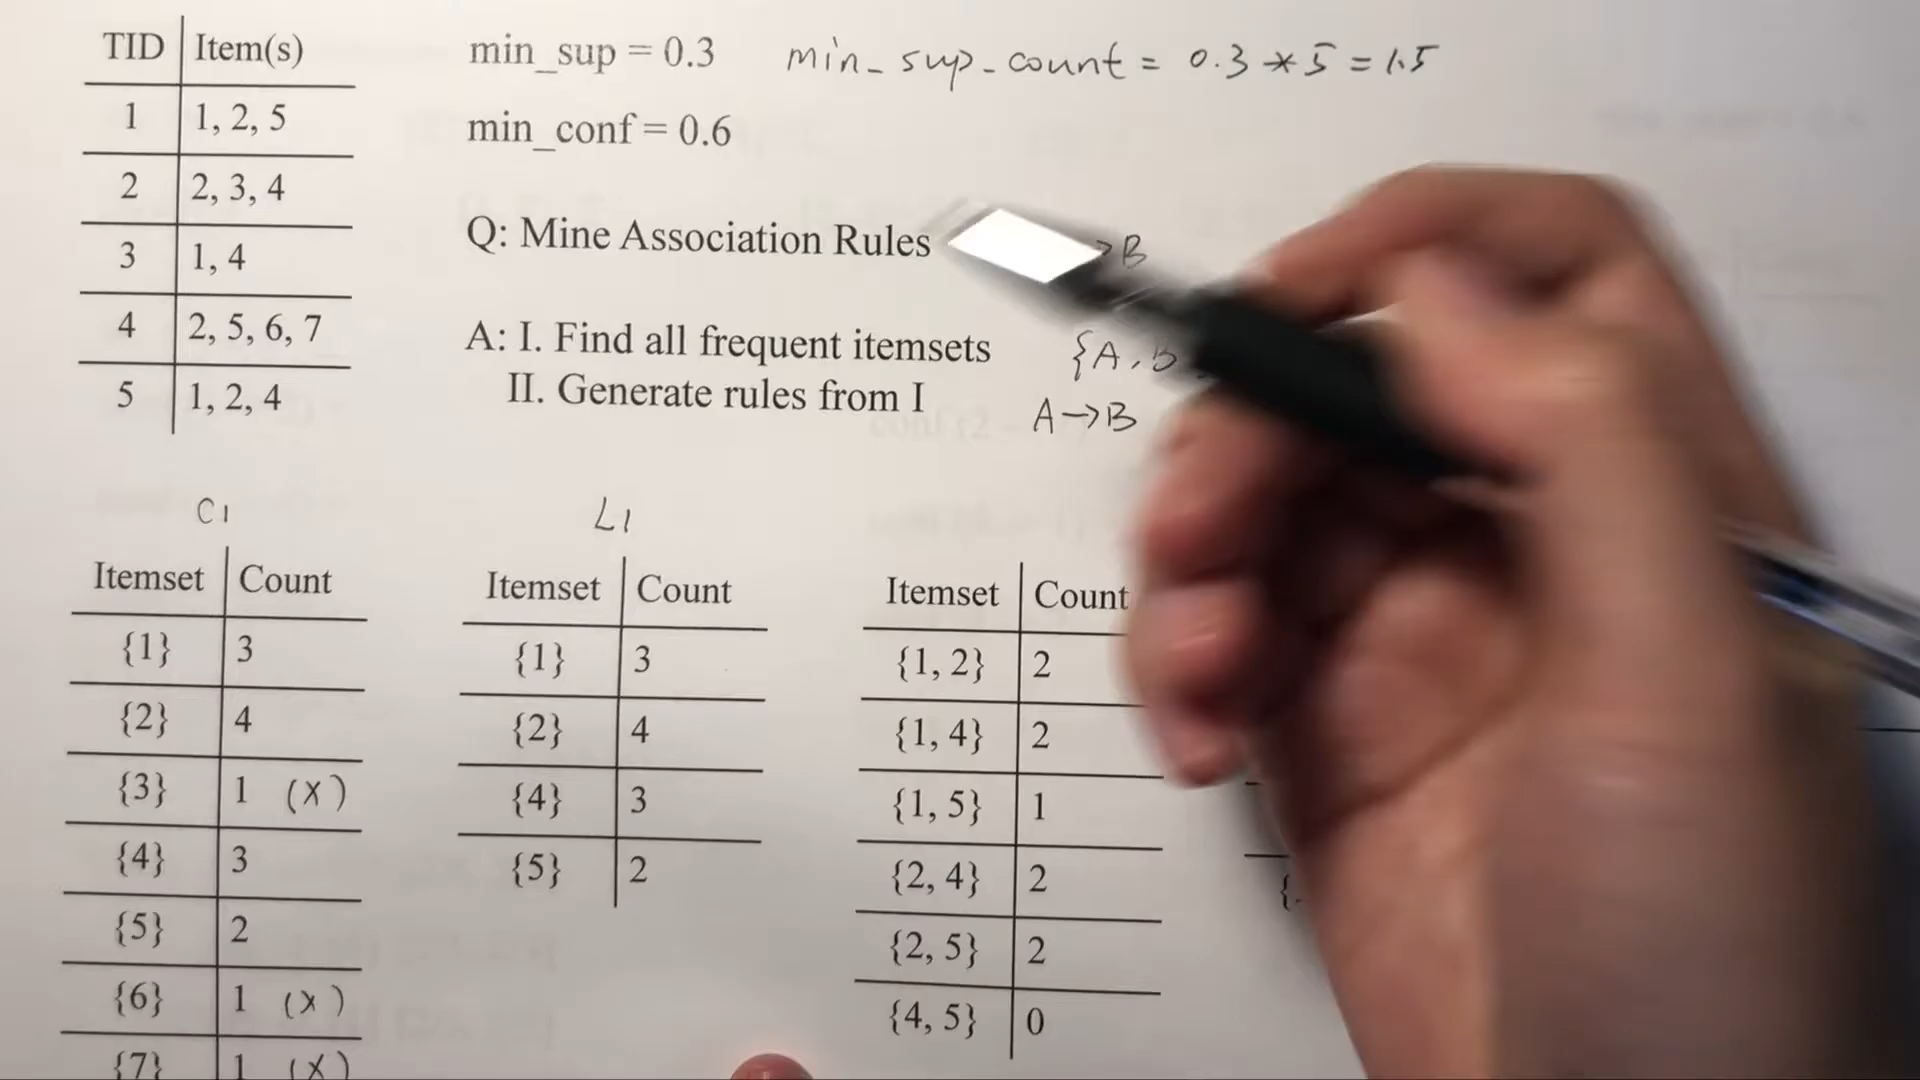 TID Item(s)
1 1, 2, 5
2 2, 3, 4
3 1, 4
4 2, 5, 6, 7
5 1, 2, 4
min_sup = 0.3 min_sup_count = 0.3 * 5 = 1.5
min_conf = 0.6
Q: Mine Association Rules →B
A: I. Find all frequent itemsets {A, B
II. Generate rules from I A→B
C1
Itemset Count
{1} 3
{2} 4
{3} 1 (X)
{4} 3
{5} 2
{6} 1 (X)
{7} 1 (X)
L1
Itemset Count
{1} 3
{2} 4
{4} 3
{5} 2
Itemset Count
{1, 2} 2
{1, 4} 2
{1, 5} 1
{2, 4} 2
{2, 5} 2
{4, 5} 0